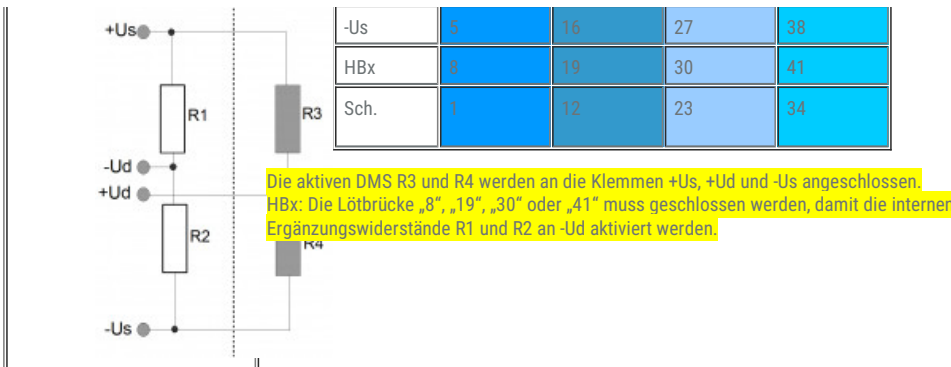 +Us
-Us 5 16 27 38
HBx 8 19 30 41
R1
R3
Sch. 1 12 23 34
-Ud
+Ud
Die aktiven DMS R3 und R4 werden an die Klemmen +Us, +Ud und -Us angeschlossen.
HBx: Die Lötbrücke „8“, „19“, „30“ oder „41“ muss geschlossen werden, damit die internen
Ergänzungswiderstände R1 und R2 an -Ud aktiviert werden.
R2
R4
-Us